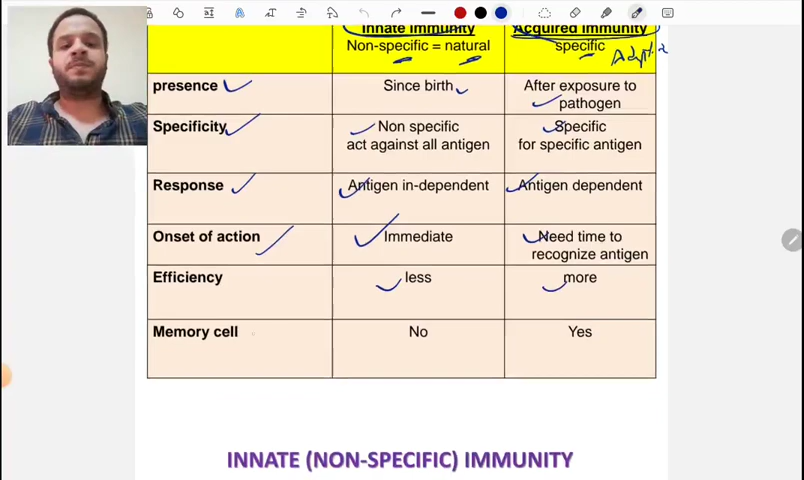 Innate Immunity
Acquired Immunity
Non-specific = natural
specific
presence
Since birth
After exposure to
pathogen
Specificity
Non specific
act against all antigen
Specific
for specific antigen
Response
Antigen in-dependent
Antigen dependent
Onset of action
Immediate
Need time to
recognize antigen
Efficiency
less
more
Memory cell
No
Yes
INNATE (NON-SPECIFIC) IMMUNITY